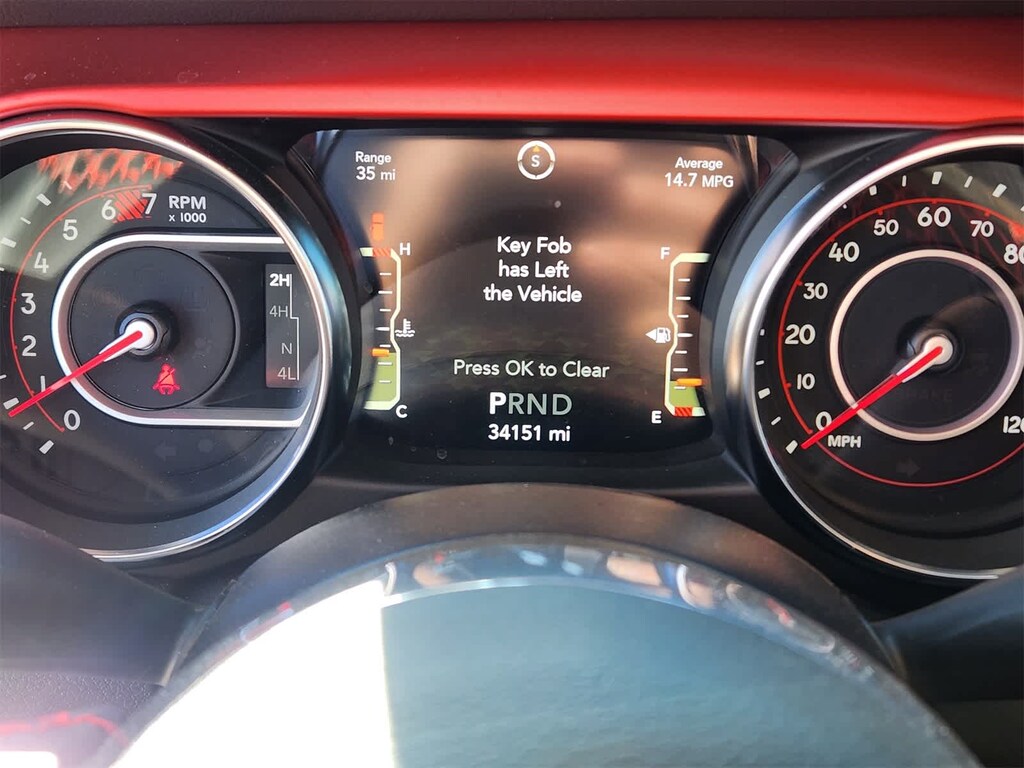 Range
35 mi
S
Average
14.7 MPG
Key Fob
has Left
the Vehicle
Press OK to Clear
PRND
34151 mi
H
C
F
E
7
6
5
4
3
2
1
0
RPM
x 1000
2H
4H
N
4L
0
10
20
30
40
50
60
70
80
120
MPH